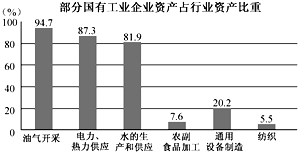 部分国有工业企业资产占行业资产比重
(%)
100
80
60
40
20
0
94.7
87.3
81.9
7.6
20.2
5.5
油气开采
电力、
热力供应
水的生
产和供应
农副
食品加工
通用
设备制造
纺织